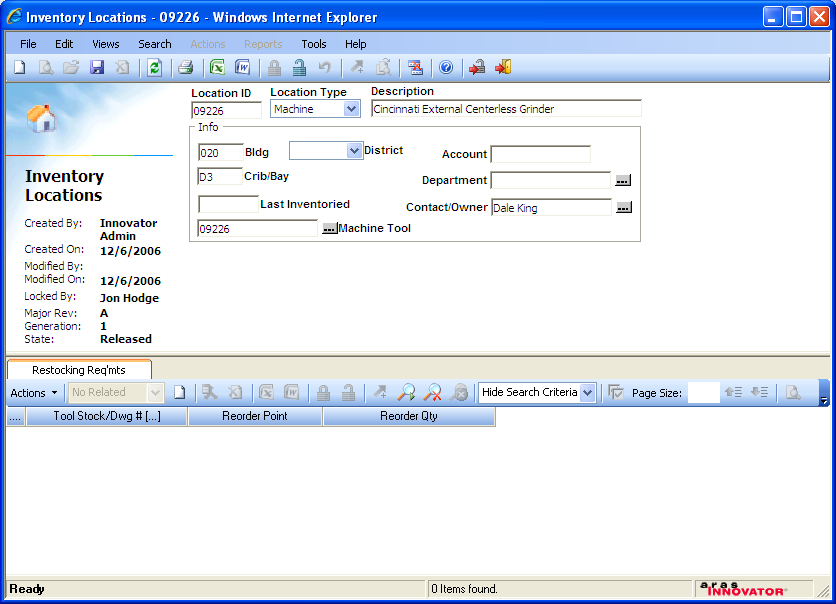 Inventory Locations - 09226 - Windows Internet Explorer
File Edit Views Search Actions Reports Tools Help
Location ID Location Type Description
09226 Machine Cincinnati External Centerless Grinder
Info
020 Bldg District Account
D3 Crib/Bay Department ...
Last Inventoried Contact/Owner Dale King ...
09226 ... Machine Tool
Inventory
Locations
Created By: Innovator
Admin
Created On: 12/6/2006
Modified By:
Modified On: 12/6/2006
Locked By: Jon Hodge
Major Rev: A
Generation: 1
State: Released
Restocking Req'mts
Actions No Related Hide Search Criteria Page Size:
.... Tool Stock/Dwg # [...] Reorder Point Reorder Qty
Ready 0 Items found. aras INNOVATOR